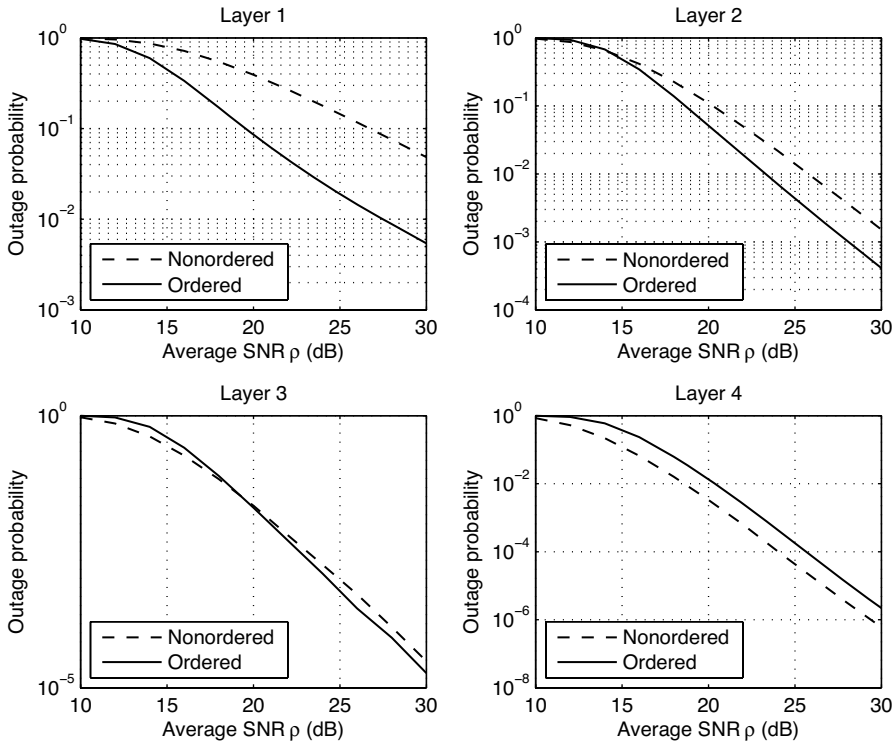 Layer 1
10^0
10^-1
10^-2
10^-3
Outage probability
Nonordered
Ordered
10 15 20 25 30
Average SNR ρ (dB)
Layer 2
10^0
10^-1
10^-2
10^-3
10^-4
Outage probability
Nonordered
Ordered
10 15 20 25 30
Average SNR ρ (dB)
Layer 3
10^0
10^-5
Outage probability
Nonordered
Ordered
10 15 20 25 30
Average SNR ρ (dB)
Layer 4
10^0
10^-2
10^-4
10^-6
10^-8
Outage probability
Nonordered
Ordered
10 15 20 25 30
Average SNR ρ (dB)